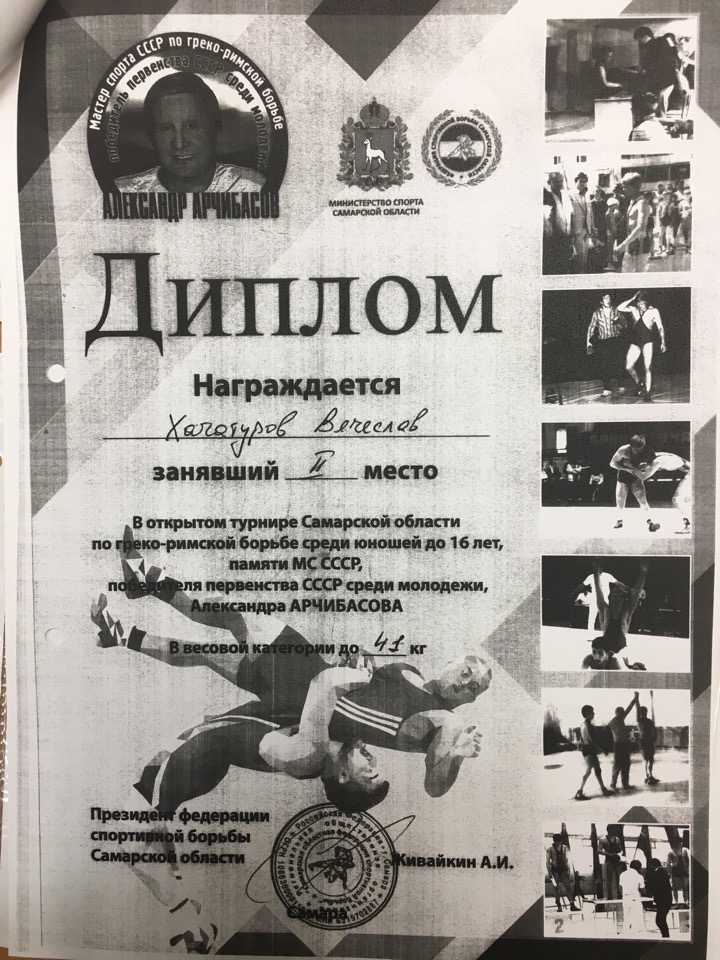 Мастер спорта СССР по греко-римской борьбе
победитель первенства СССР среди молодежи
АЛЕКСАНДР АРЧИБАСОВ
МИНИСТЕРСТВО СПОРТА
САМАРСКОЙ ОБЛАСТИ
Диплом
Награждается
Хачатуров Вячеслав
занявший II место
В открытом турнире Самарской области
по греко-римской борьбе среди юношей до 16 лет,
памяти МС СССР,
победителя первенства СССР среди молодежи,
Александра АРЧИБАСОВА
В весовой категории до 41 кг
Президент федерации
спортивной борьбы
Самарской области
Живайкин А.И.
Самара
2